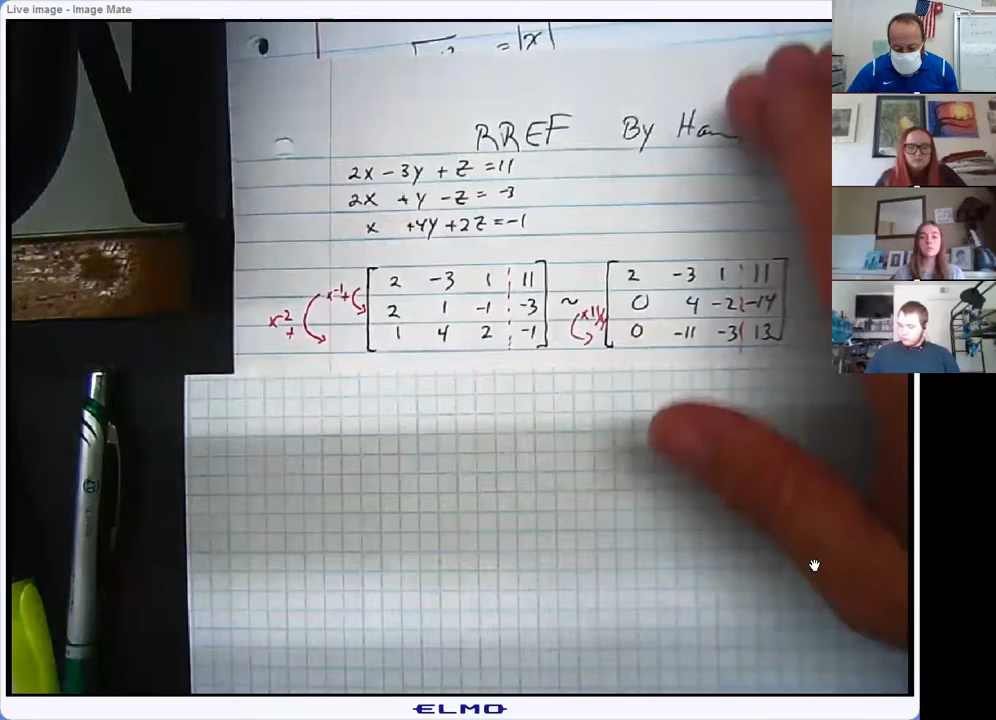 Live image - Image Mate
= |x|
RREF By
2x - 3y + z = 11
2x + y - z = -3
x + 4y + 2z = -1
x-1+ 2 -3 1 11 ~ 2 -3 1 11
x-2 + 2 1 -1 -3 0 4 -2 -14
1 4 2 -1 0 -11 -3 13
ELMO